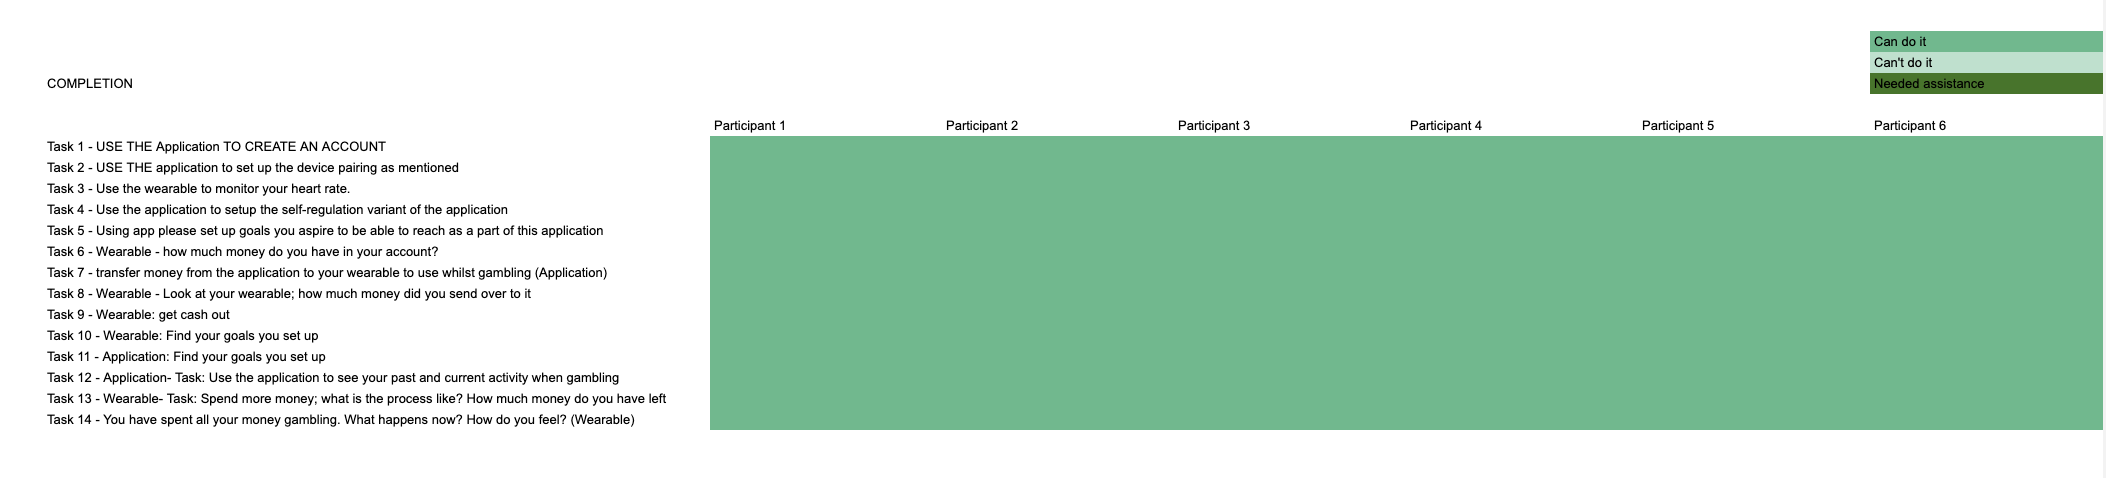 Can do it
Can't do it
COMPLETION
Needed assistance
Participant 1 Participant 2 Participant 3 Participant 4 Participant 5 Participant 6
Task 1 - USE THE Application TO CREATE AN ACCOUNT
Task 2 - USE THE application to set up the device pairing as mentioned
Task 3 - Use the wearable to monitor your heart rate.
Task 4 - Use the application to setup the self-regulation variant of the application
Task 5 - Using app please set up goals you aspire to be able to reach as a part of this application
Task 6 - Wearable - how much money do you have in your account?
Task 7 - transfer money from the application to your wearable to use whilst gambling (Application)
Task 8 - Wearable - Look at your wearable; how much money did you send over to it
Task 9 - Wearable: get cash out
Task 10 - Wearable: Find your goals you set up
Task 11 - Application: Find your goals you set up
Task 12 - Application- Task: Use the application to see your past and current activity when gambling
Task 13 - Wearable- Task: Spend more money; what is the process like? How much money do you have left
Task 14 - You have spent all your money gambling. What happens now? How do you feel? (Wearable)